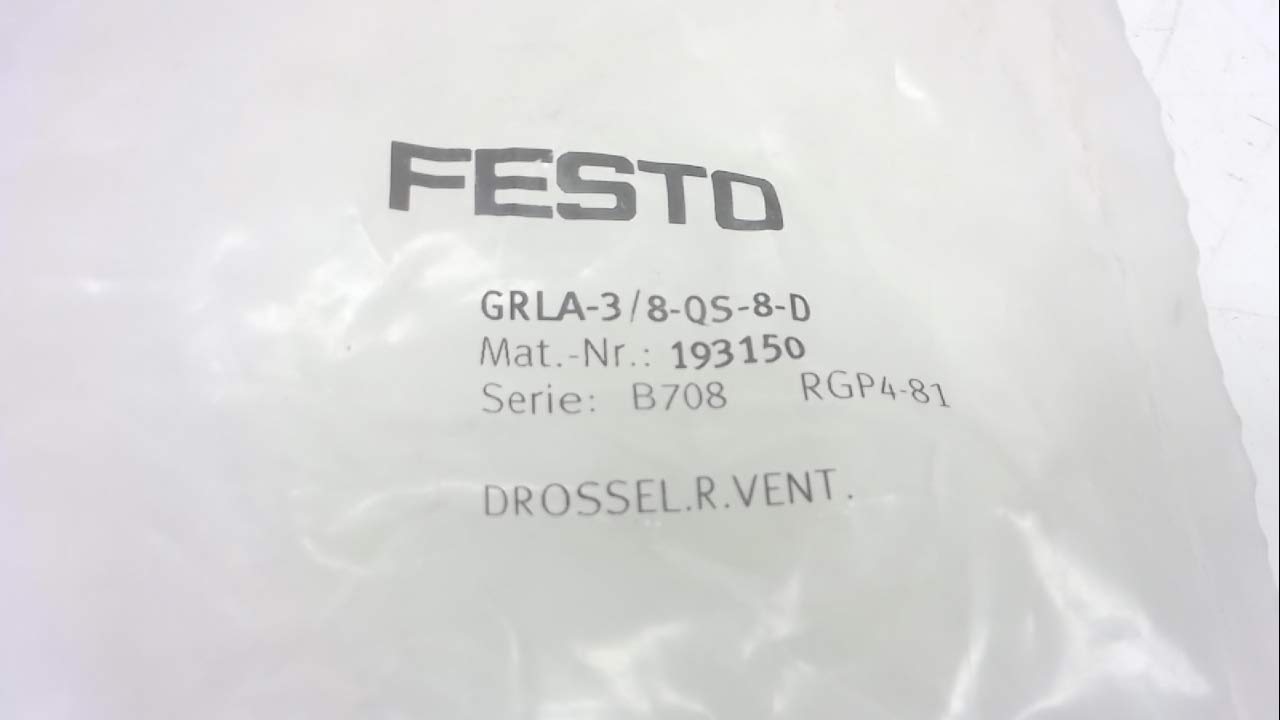 FESTO
GRLA-3/8-QS-8-D
Mat.-Nr.: 193150
Serie: B708 RGP4-81
DROSSEL.R.VENT.